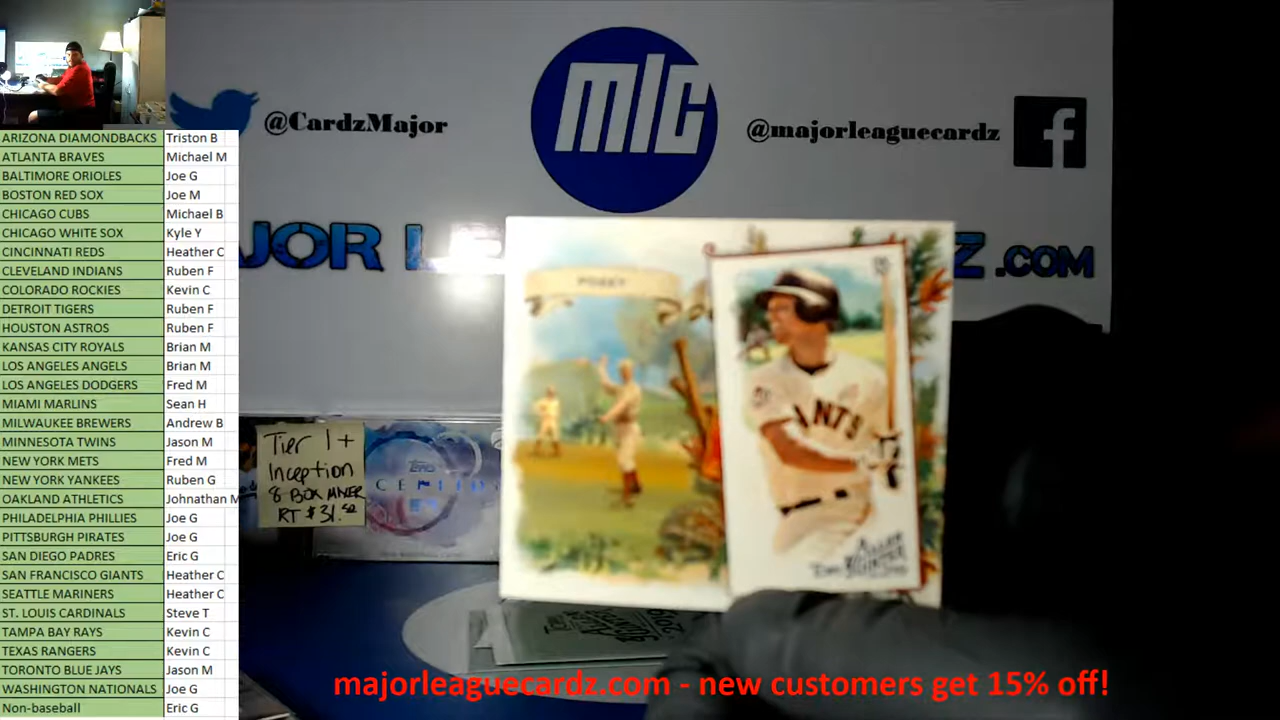 @CardzMajor
mlc
@majorleaguecardz
f
JOR L
Z .COM
ARIZONA DIAMONDBACKS Triston B
ATLANTA BRAVES Michael M
BALTIMORE ORIOLES Joe G
BOSTON RED SOX Joe M
CHICAGO CUBS Michael B
CHICAGO WHITE SOX Kyle Y
CINCINNATI REDS Heather C
CLEVELAND INDIANS Ruben F
COLORADO ROCKIES Kevin C
DETROIT TIGERS Ruben F
HOUSTON ASTROS Ruben F
KANSAS CITY ROYALS Brian M
LOS ANGELES ANGELS Brian M
LOS ANGELES DODGERS Fred M
MIAMI MARLINS Sean H
MILWAUKEE BREWERS Andrew B
MINNESOTA TWINS Jason M
NEW YORK METS Fred M
NEW YORK YANKEES Ruben G
OAKLAND ATHLETICS Johnathan M
PHILADELPHIA PHILLIES Joe G
PITTSBURGH PIRATES Joe G
SAN DIEGO PADRES Eric G
SAN FRANCISCO GIANTS Heather C
SEATTLE MARINERS Heather C
ST. LOUIS CARDINALS Steve T
TAMPA BAY RAYS Kevin C
TEXAS RANGERS Kevin C
TORONTO BLUE JAYS Jason M
WASHINGTON NATIONALS Joe G
Non-baseball Eric G
POSEY
ANTS
Tier 1 +
Inception
8 BOX MIXER
RT $31.50
majorleaguecardz.com - new customers get 15% off!